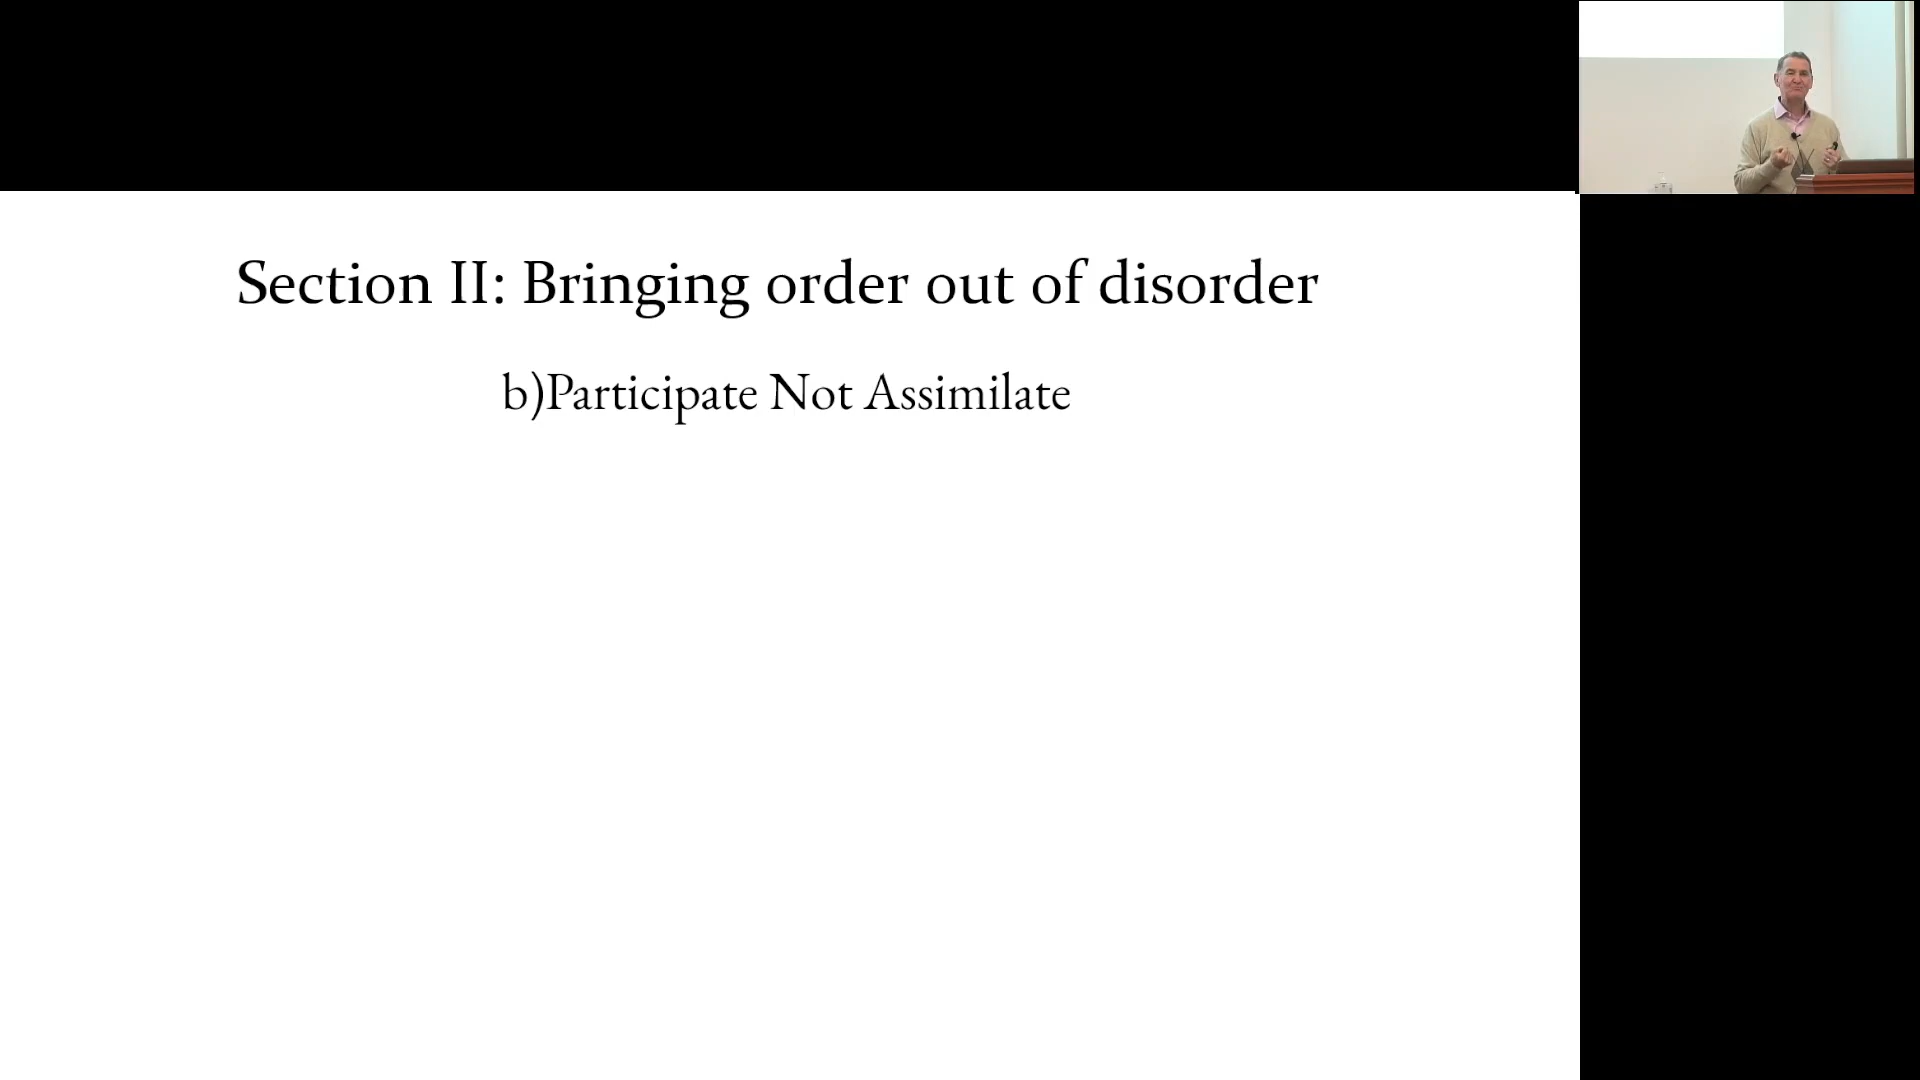 Section II: Bringing order out of disorder
b)Participate Not Assimilate